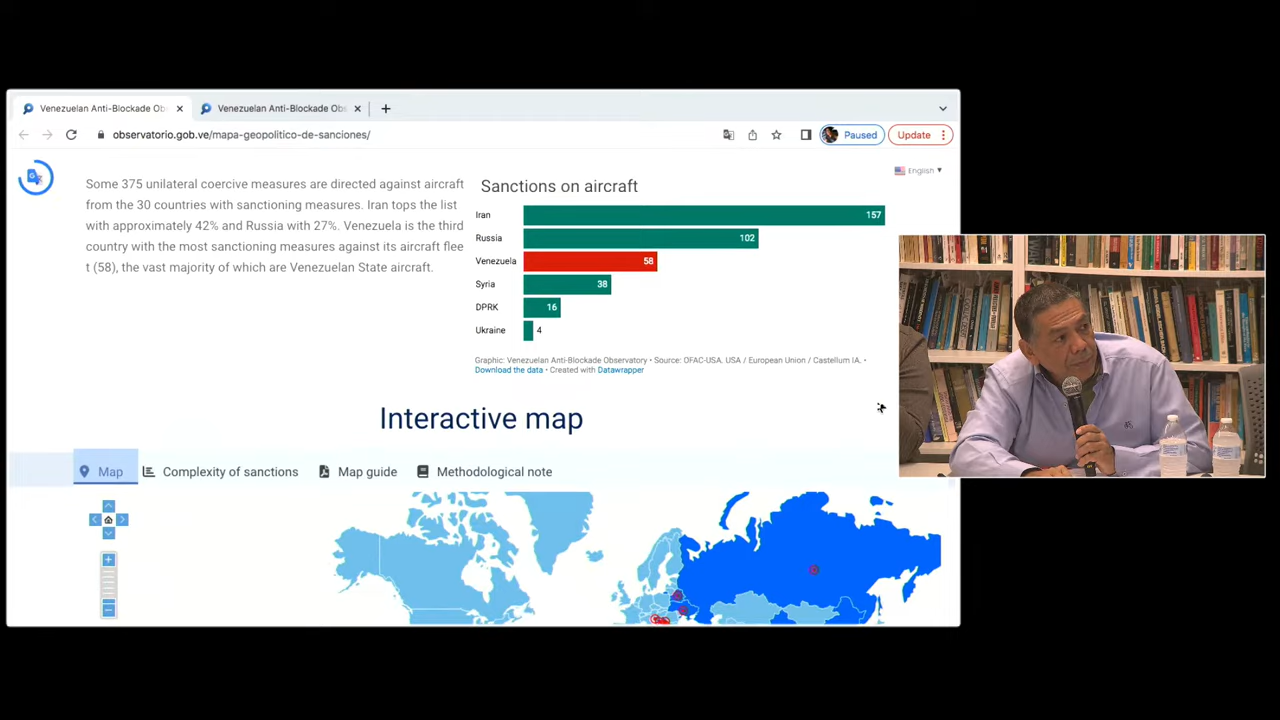 Venezuelan Anti-Blockade Obs
Venezuelan Anti-Blockade Obs
observatorio.gob.ve/mapa-geopolitico-de-sanciones/
Paused
Update
English
Some 375 unilateral coercive measures are directed against aircraft
from the 30 countries with sanctioning measures. Iran tops the list
with approximately 42% and Russia with 27%. Venezuela is the third
country with the most sanctioning measures against its aircraft flee
t (58), the vast majority of which are Venezuelan State aircraft.
Sanctions on aircraft
Iran 157
Russia 102
Venezuela 58
Syria 38
DPRK 16
Ukraine 4
Graphic: Venezuelan Anti-Blockade Observatory • Source: OFAC-USA. USA / European Union / Castellum IA. •
Download the data • Created with Datawrapper
Interactive map
Map
Complexity of sanctions
Map guide
Methodological note